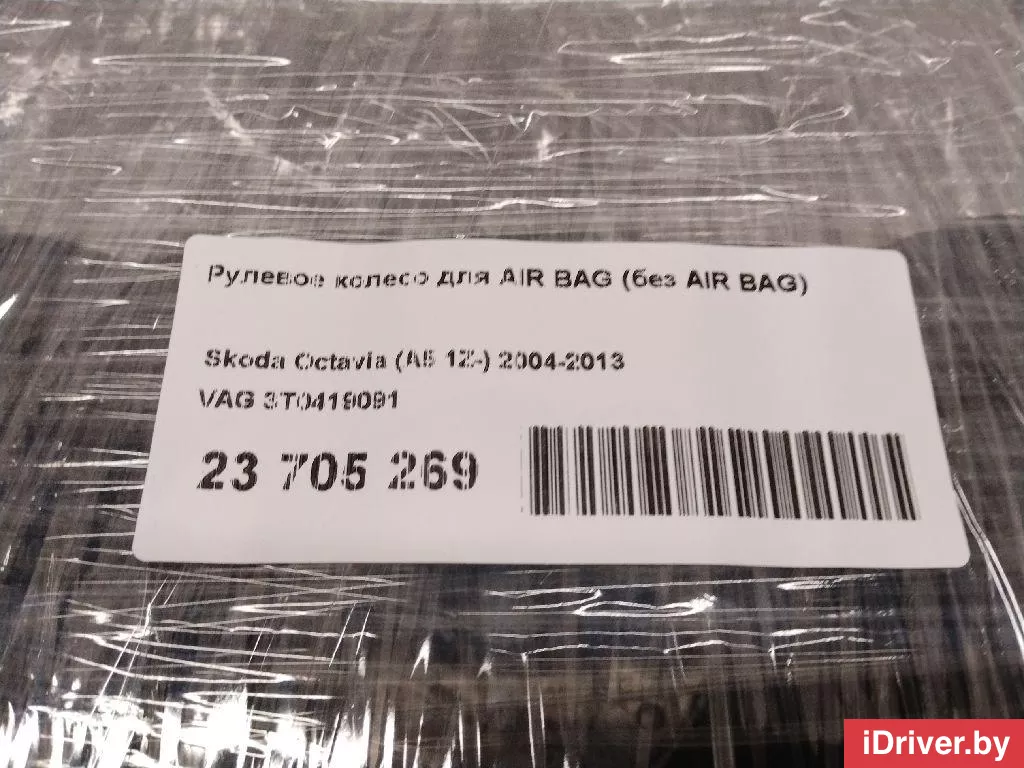 Рулевое колесо для AIR BAG (без AIR BAG)
Skoda Octavia (A5 1Z-) 2004-2013
VAG 3T0419091
23 705 269
iDriver.by